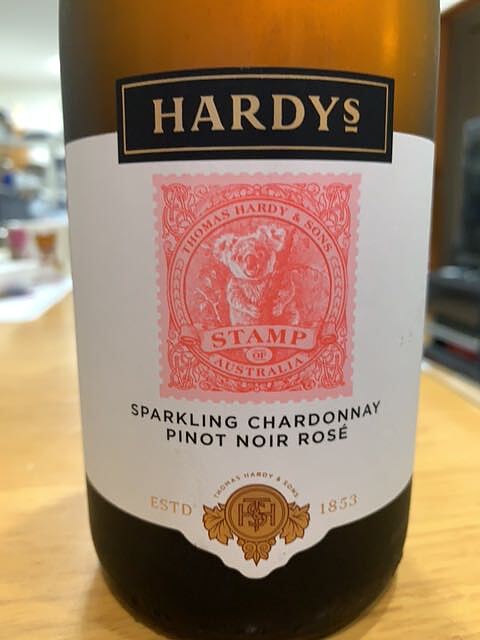 HARDYS
THOMAS HARDY & SONS
STAMP
OF
AUSTRALIA
SPARKLING CHARDONNAY
PINOT NOIR ROSÉ
THOMAS HARDY & SONS
ESTD 1853